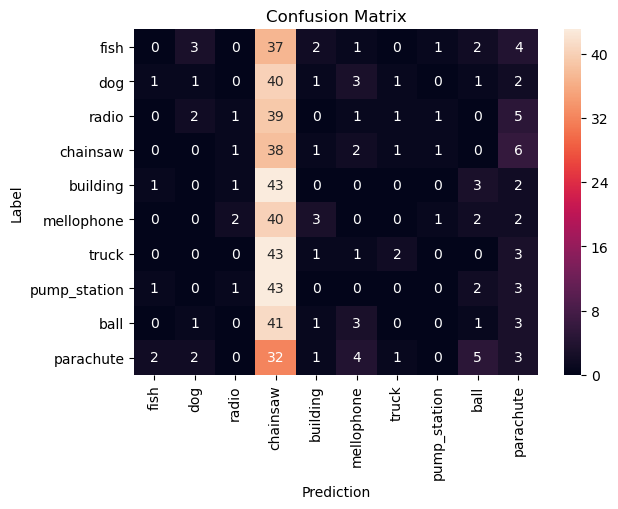 Confusion Matrix
Label
fish 0 3 0 37 2 1 0 1 2 4
dog 1 1 0 40 1 3 1 0 1 2
radio 0 2 1 39 0 1 1 1 0 5
chainsaw 0 0 1 38 1 2 1 1 0 6
building 1 0 1 43 0 0 0 0 3 2
mellophone 0 0 2 40 3 0 0 1 2 2
truck 0 0 0 43 1 1 2 0 0 3
pump_station 1 0 1 43 0 0 0 0 2 3
ball 0 1 0 41 1 3 0 0 1 3
parachute 2 2 0 32 1 4 1 0 5 3
fish dog radio chainsaw building mellophone truck pump_station ball parachute
Prediction
40
32
24
16
8
0